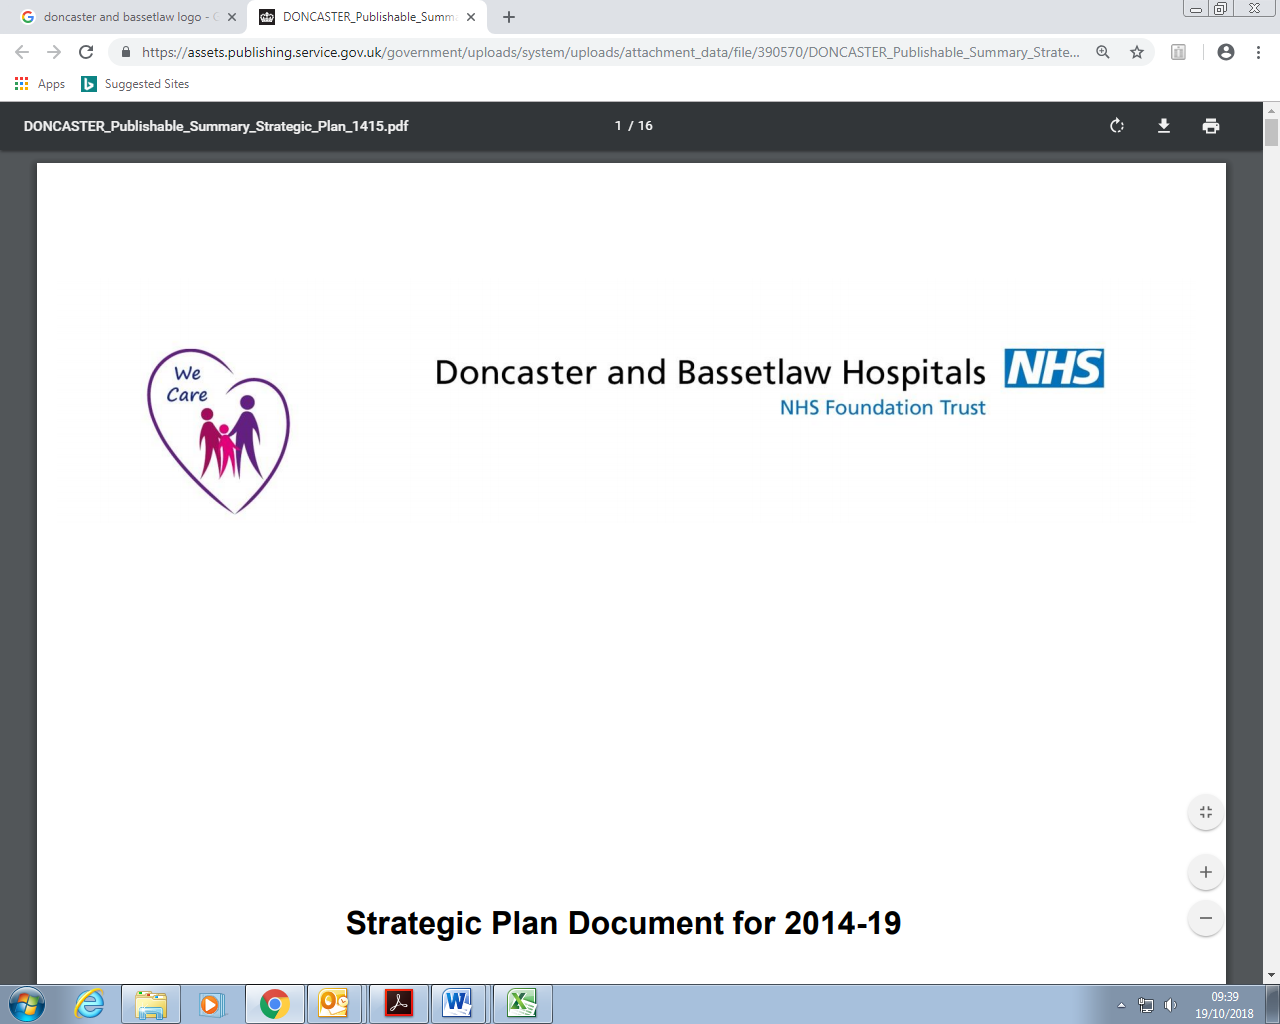 doncaster and bassetlaw logo - G
DONCASTER_Publishable_Summa
https://assets.publishing.service.gov.uk/government/uploads/system/uploads/attachment_data/file/390570/DONCASTER_Publishable_Summary_Strate...
Apps
Suggested Sites
DONCASTER_Publishable_Summary_Strategic_Plan_1415.pdf
1 / 16
We
Care
Doncaster and Bassetlaw Hospitals NHS
NHS Foundation Trust
Strategic Plan Document for 2014-19
09:39
19/10/2018